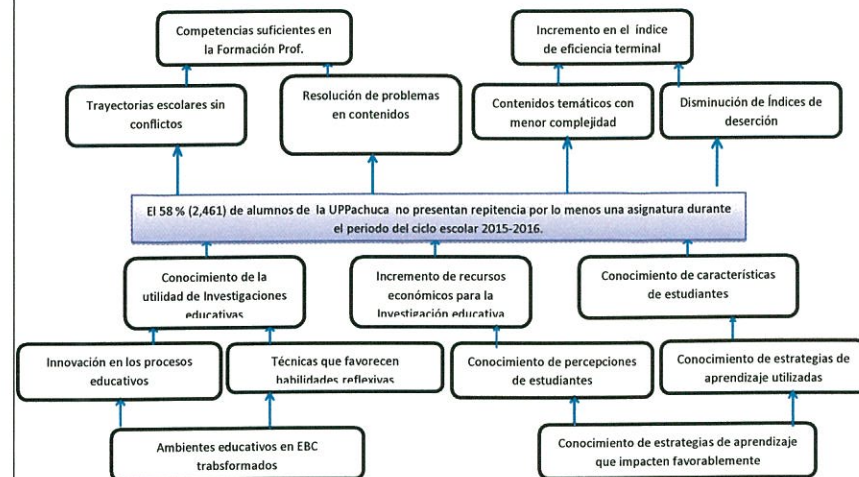 Competencias suficientes en
la Formación Prof.
Incremento en el índice
de eficiencia terminal
Trayectorias escolares sin
conflictos
Resolución de problemas
en contenidos
Contenidos temáticos con
menor complejidad
Disminución de Índices de
deserción
El 58 % (2,461) de alumnos de la UPPachuca no presentan repitencia por lo menos una asignatura durante
el periodo del ciclo escolar 2015-2016.
Conocimiento de la
utilidad de Investigaciones
educativas
Incremento de recursos
económicos para la
Investigación educativa
Conocimiento de características
de estudiantes
Innovación en los procesos
educativos
Técnicas que favorecen
habilidades reflexivas
Conocimiento de percepciones
de estudiantes
Conocimiento de estrategias de
aprendizaje utilizadas
Ambientes educativos en EBC
trabsformados
Conocimiento de estrategias de aprendizaje
que impacten favorablemente